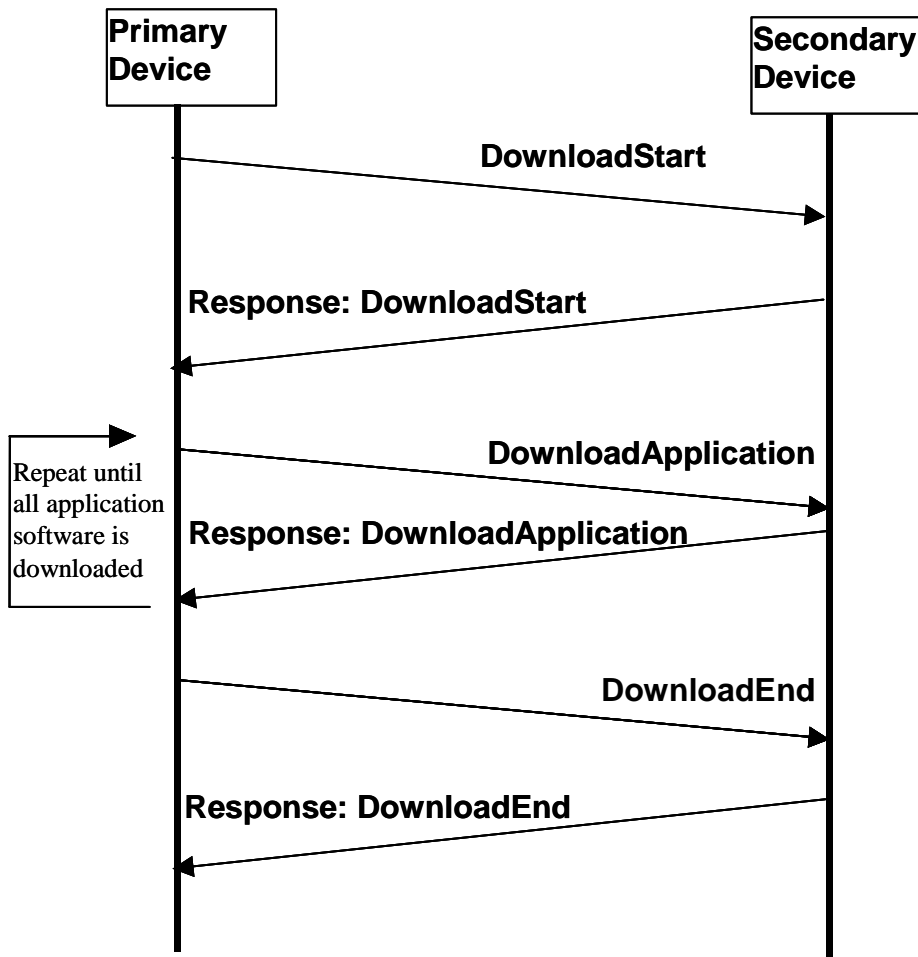 Primary
Device
Secondary
Device
DownloadStart
Response: DownloadStart
DownloadApplication
Repeat until
all application
software is
downloaded
Response: DownloadApplication
DownloadEnd
Response: DownloadEnd